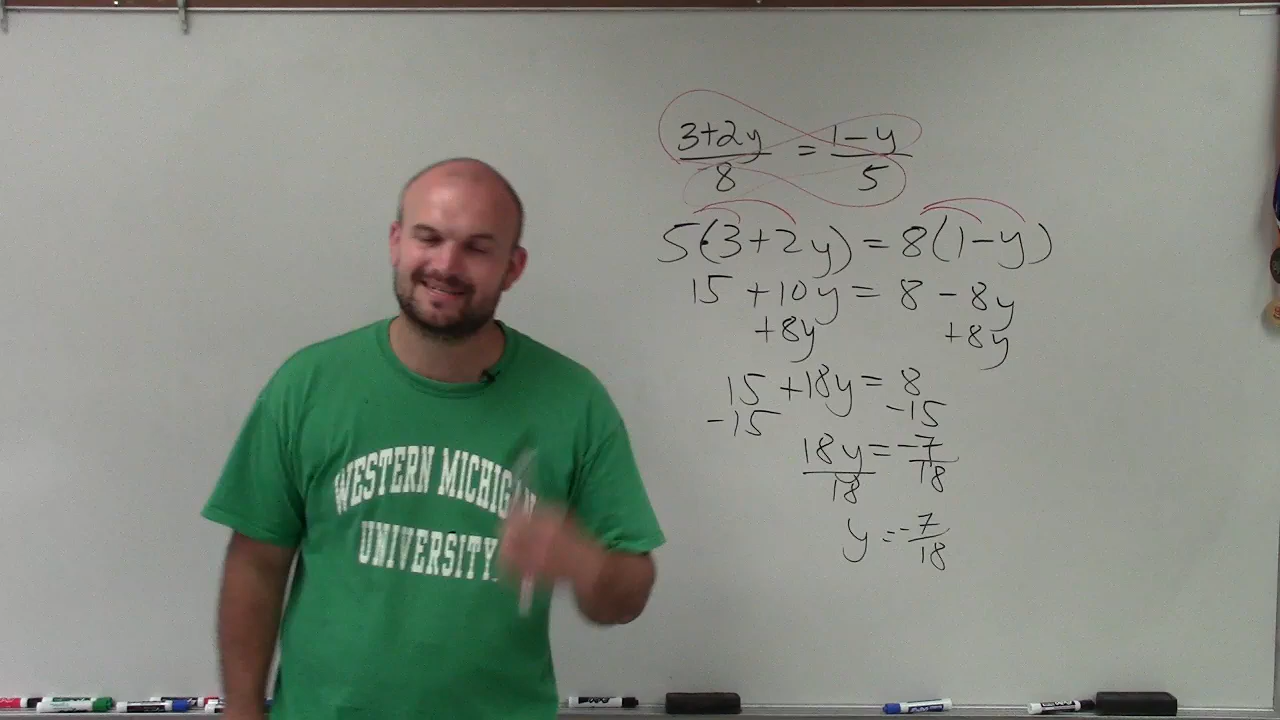 WESTERN MICHIGAN
UNIVERSITY
3+2y/8 = 1-y/5
5(3+2y) = 8(1-y)
15 +10y = 8 - 8y
+8y +8y
15 +18y = 8
-15 -15
18y/18 = -7/18
y = -7/18